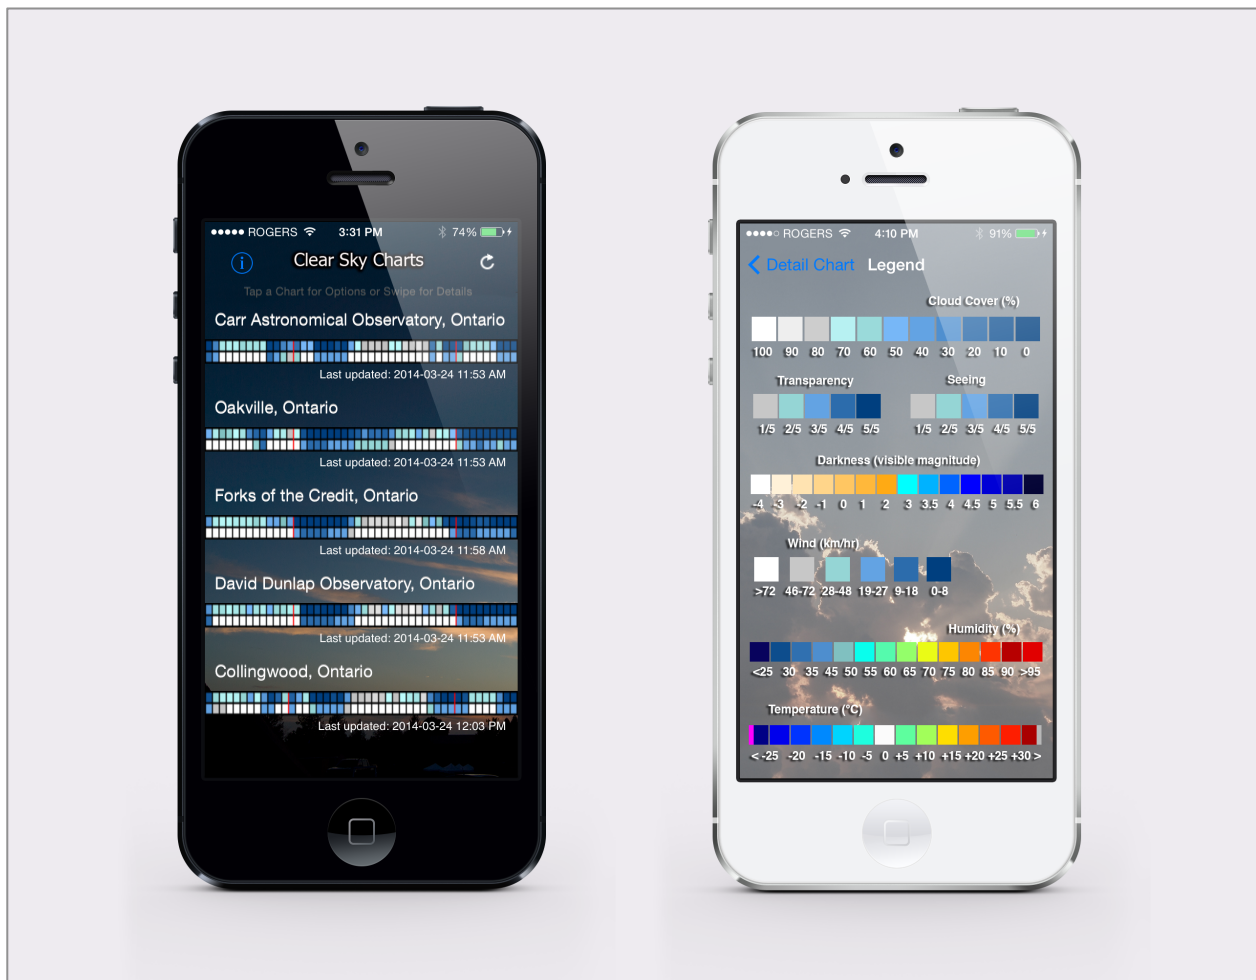 ROGERS 3:31 PM 74%
Clear Sky Charts
Tap a Chart for Options or Swipe for Details
Carr Astronomical Observatory, Ontario
Last updated: 2014-03-24 11:53 AM
Oakville, Ontario
Last updated: 2014-03-24 11:53 AM
Forks of the Credit, Ontario
Last updated: 2014-03-24 11:58 AM
David Dunlap Observatory, Ontario
Last updated: 2014-03-24 11:53 AM
Collingwood, Ontario
Last updated: 2014-03-24 12:03 PM
ROGERS 4:10 PM 91%
Detail Chart Legend
Cloud Cover (%)
100 90 80 70 60 50 40 30 20 10 0
Transparency Seeing
1/5 2/5 3/5 4/5 5/5 1/5 2/5 3/5 4/5 5/5
Darkness (visible magnitude)
-4 -3 -2 -1 0 1 2 3 3.5 4 4.5 5 5.5 6
Wind (km/hr)
>72 46-72 28-48 19-27 9-18 0-8
Humidity (%)
<25 30 35 45 50 55 60 65 70 75 80 85 90 >95
Temperature (°C)
< -25 -20 -15 -10 -5 0 +5 +10 +15 +20 +25 +30 >